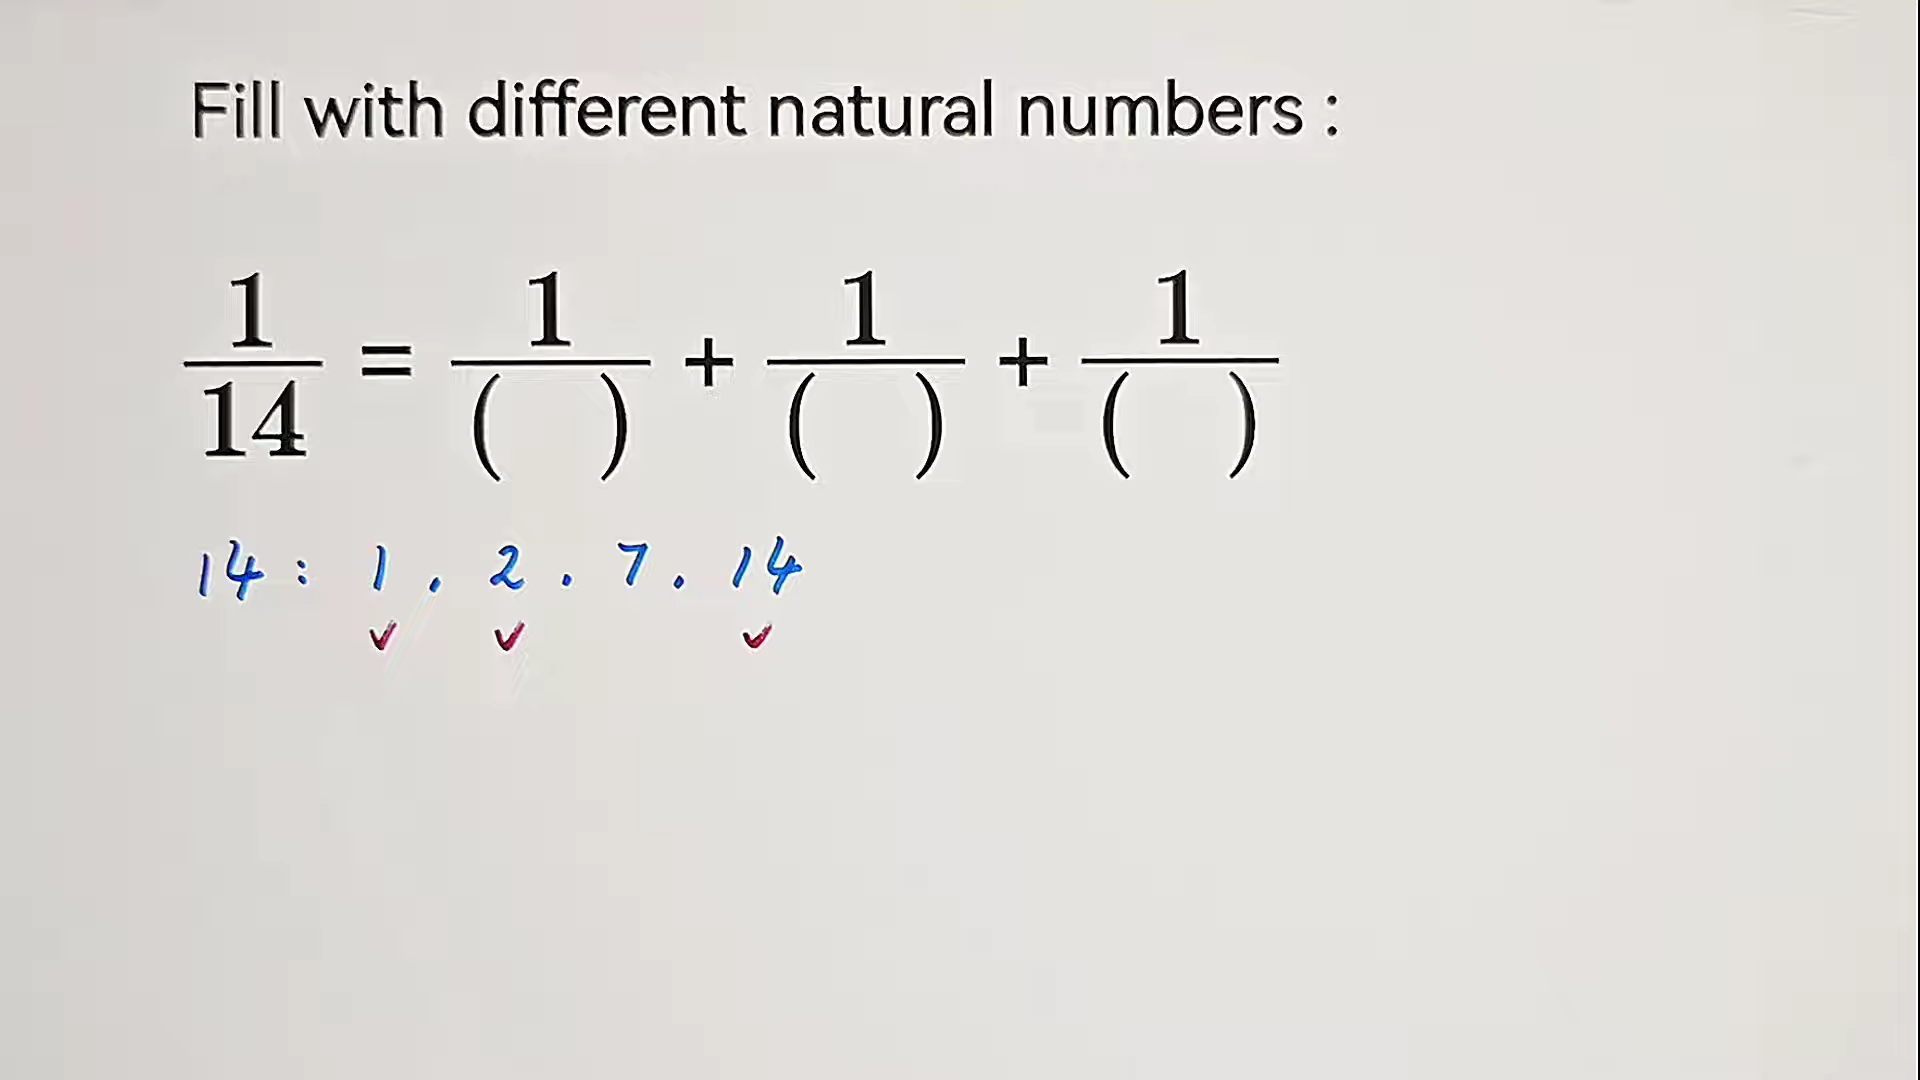 Fill with different natural numbers :
1/14 = 1/( ) + 1/( ) + 1/( )
14 : 1 . 2 . 7 . 14
✓ ✓ ✓